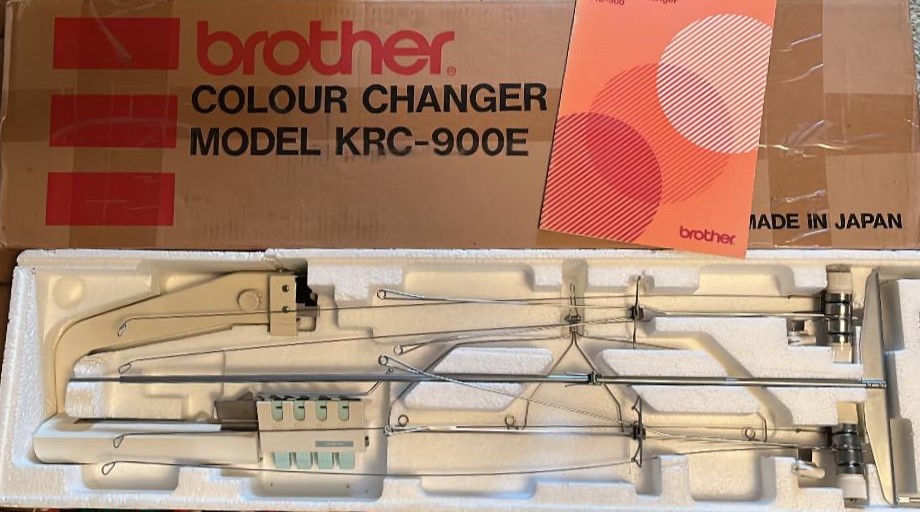 brother®
COLOUR CHANGER
MODEL KRC-900E
brother
MADE IN JAPAN